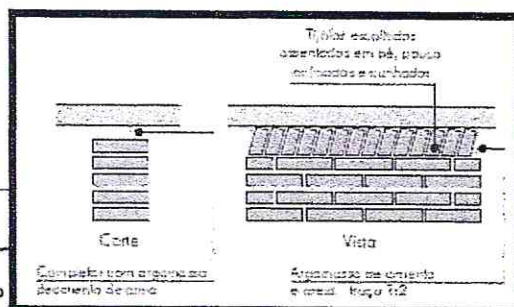 Tijolos escolhidos
assentados em pé, pouco
inclinados e cunhados
Corte
Vista
Completar com argamassa
de cimento e areia
Argamassa de cimento
e areia traço 1:2